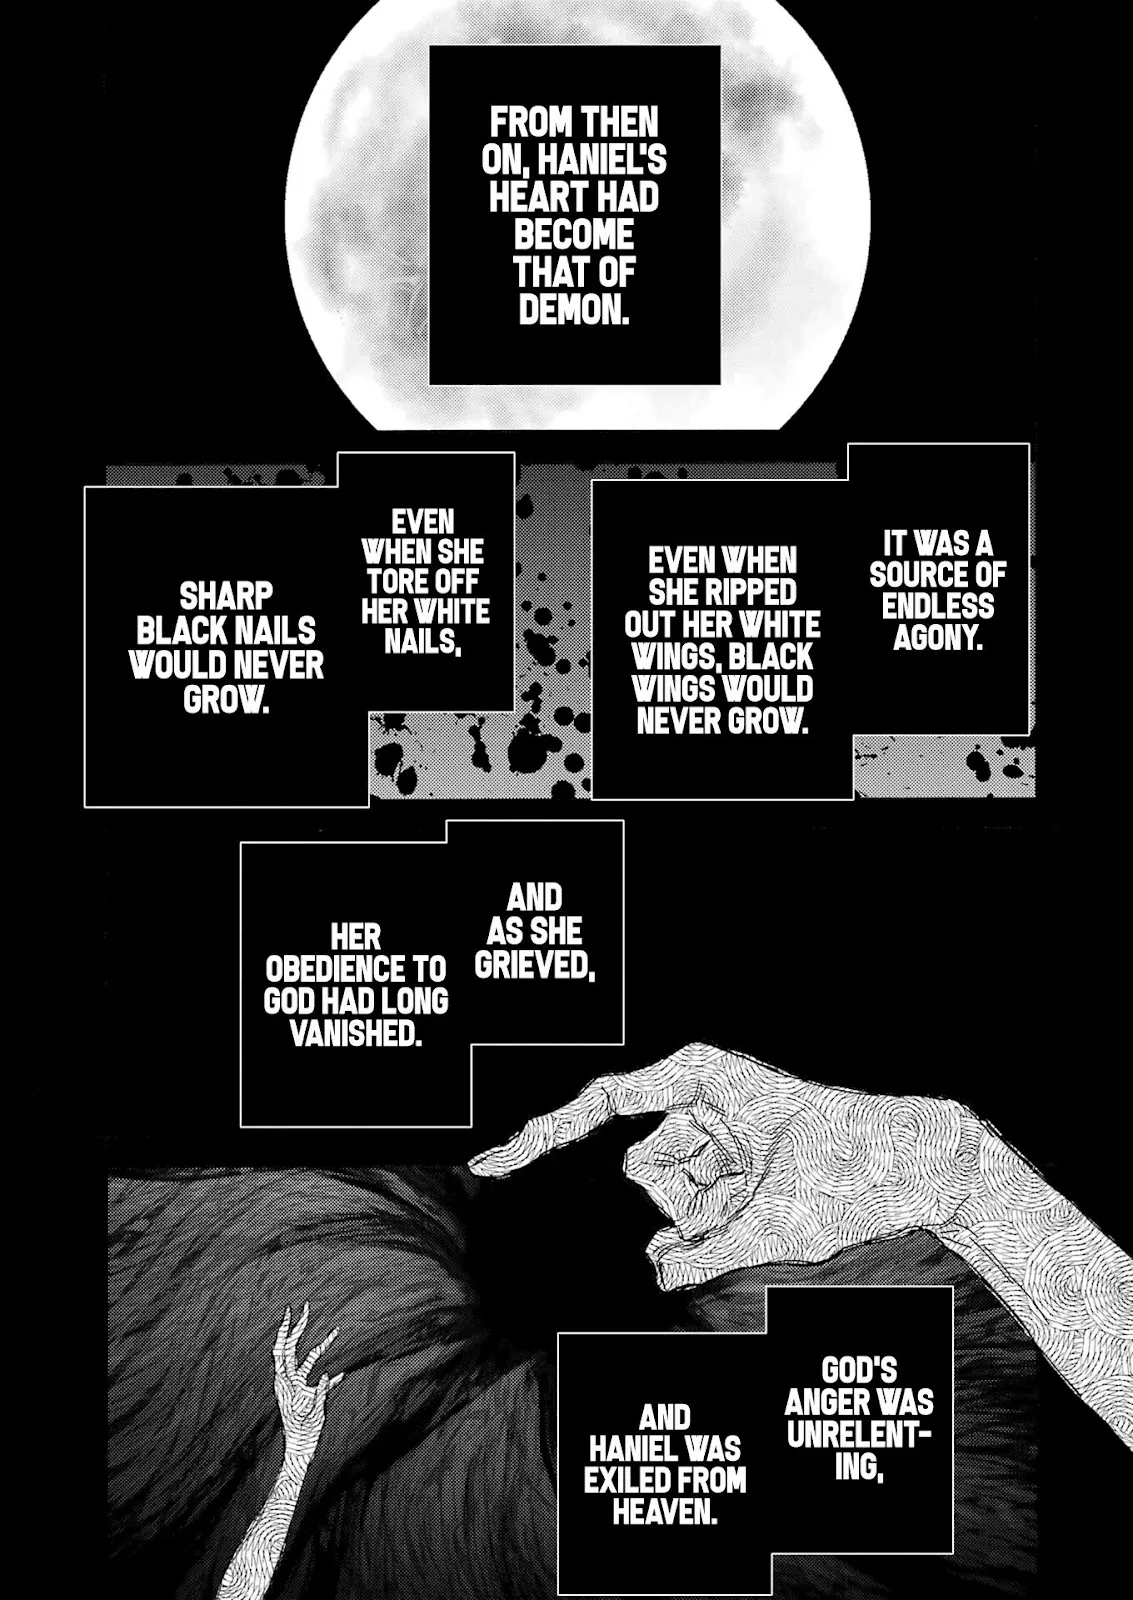 FROM THEN
ON, HANIEL'S
HEART HAD
BECOME
THAT OF
DEMON.
IT WAS A
SOURCE OF
ENDLESS
AGONY.
EVEN WHEN
SHE RIPPED
OUT HER WHITE
WINGS, BLACK
WINGS WOULD
NEVER GROW.
EVEN
WHEN SHE
TORE OFF
HER WHITE
NAILS,
SHARP
BLACK NAILS
WOULD NEVER
GROW.
AND
AS SHE
GRIEVED,
HER
OBEDIENCE TO
GOD HAD LONG
VANISHED.
GOD'S
ANGER WAS
UNRELENT-
ING,
AND
HANIEL WAS
EXILED FROM
HEAVEN.